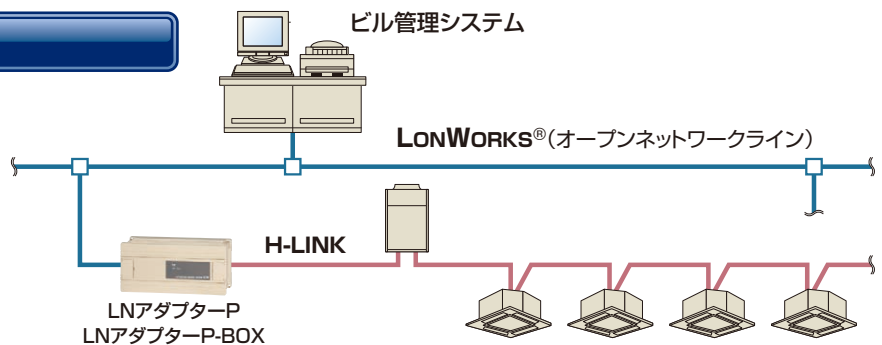 ビル管理システム
LONWORKS®(オープンネットワークライン)
H-LINK
LNアダプターP
LNアダプターP-BOX